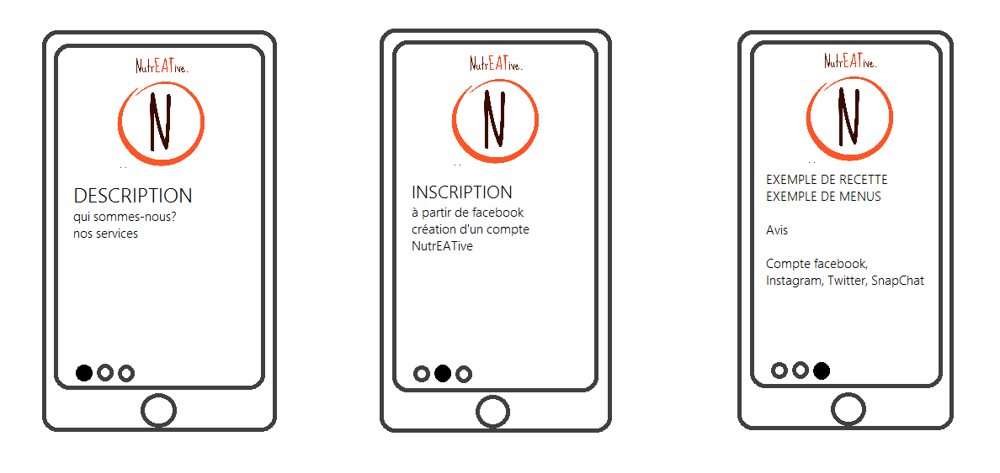 NutrEATive.
N
DESCRIPTION
qui sommes-nous?
nos services
NutrEATive.
N
INSCRIPTION
à partir de facebook
création d'un compte
NutrEATive
NutrEATive.
N
EXEMPLE DE RECETTE
EXEMPLE DE MENUS
Avis
Compte facebook,
Instagram, Twitter, SnapChat